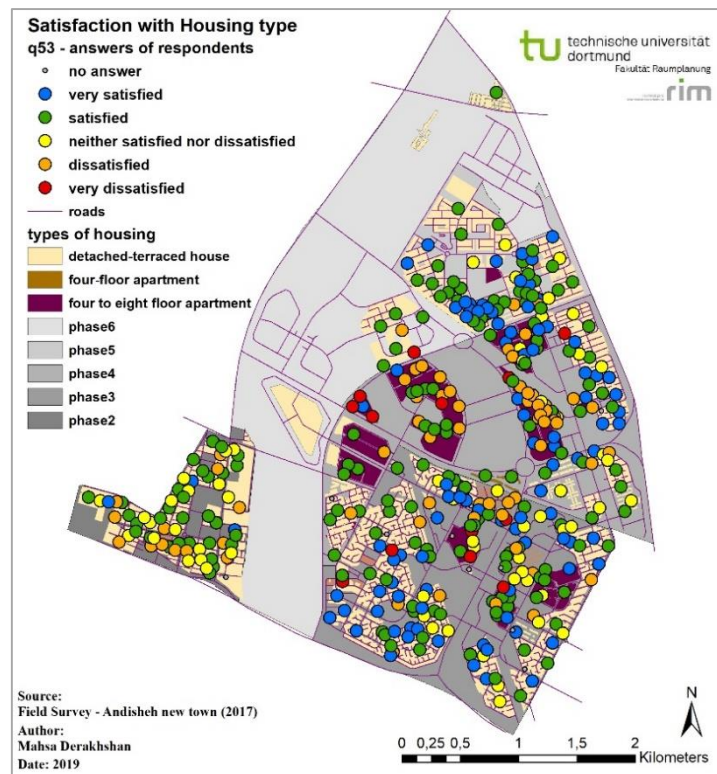 Satisfaction with Housing type
q53 - answers of respondents
no answer
very satisfied
satisfied
neither satisfied nor dissatisfied
dissatisfied
very dissatisfied
roads
types of housing
detached-terraced house
four-floor apartment
four to eight floor apartment
phase6
phase5
phase4
phase3
phase2
tu technische universität
dortmund
Fakultät Raumplanung
rim
Source:
Field Survey - Andisheh new town (2017)
Author:
Mahsa Derakhshan
Date: 2019
N
0 0,25 0,5 1 1,5 2
Kilometers